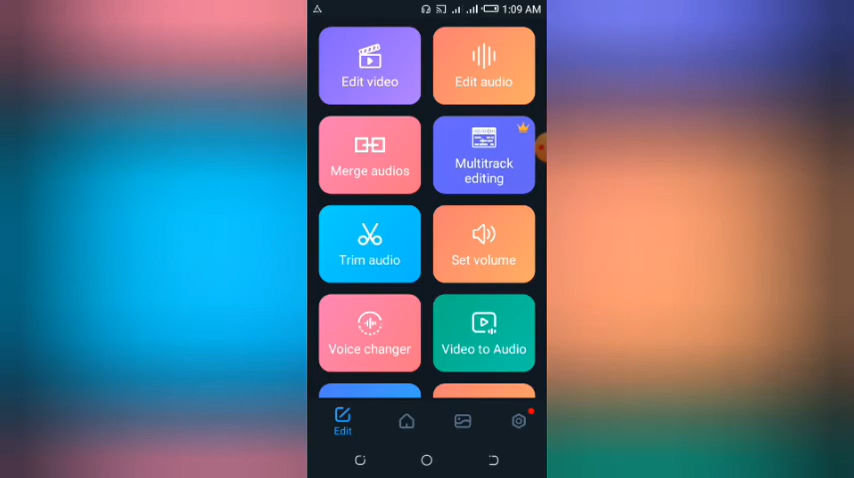 1:09 AM
Edit video
Edit audio
Merge audios
Multitrack
editing
Trim audio
Set volume
Voice changer
Video to Audio
Edit